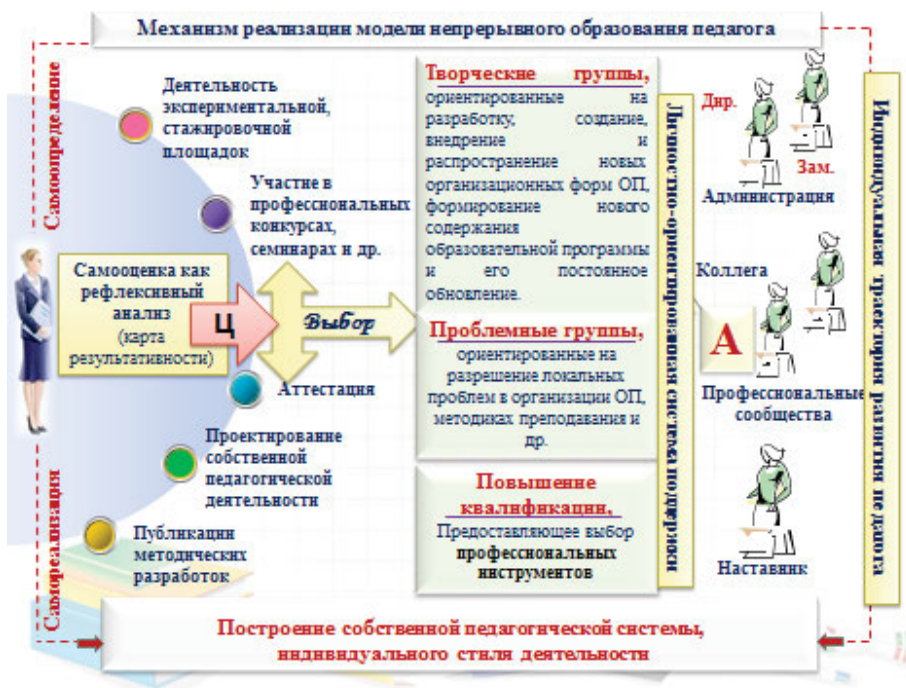 Механизм реализации модели непрерывного образования педагога
Самоопределение
Деятельность
экспериментальной,
стажировочной
площадок
Участие в
профессиональных
конкурсах,
семинарах и др.
Самооценка как
рефлексивный
анализ
(карта
результативности)
Ц
Выбор
Аттестация
Проектирование
собственной
педагогической
деятельности
Публикации
методических
разработок
Самореализация
Творческие группы,
ориентированные на
разработку, создание,
внедрение и
распространение новых
организационных форм ОП,
формирование нового
содержания
образовательной программы
и его постоянное
обновление.
Проблемные группы,
ориентированные на
разрешение локальных
проблем в организации ОП,
методиках преподавания и
др.
Повышение
квалификации,
Предоставляющее выбор
профессиональных
инструментов
Личностно-ориентированная система поддержки
Дир.
Зам.
Администрация
Коллега
А
Профессиональные
сообщества
Наставник
Индивидуальная траектория развития педагога
Построение собственной педагогической системы,
индивидуального стиля деятельности